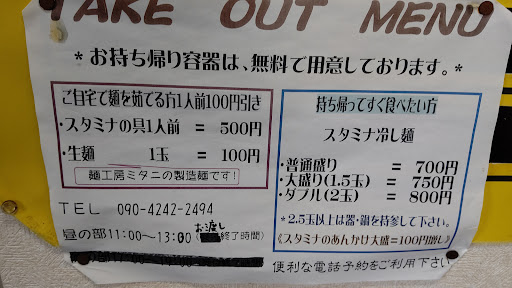 TAKE OUT MENU
＊お持ち帰り容器は、無料で用意しております。＊
ご自宅で麺を茹でる方1人前100円引き
・スタミナの具1人前 = 500円
・生麺 1玉 = 100円
麺工房ミタニの製造麺です!
TEL 090-4242-2494
昼の部11:00~13:00(お渡し終了時間)
持ち帰ってすぐ食べたい方
スタミナ冷し麺
・普通盛り = 700円
・大盛り(1.5玉) = 750円
・ダブル(2玉) = 800円
＊2.5玉以上は器・鍋を持参して下さい。
《スタミナのあんかけ大盛=100円増し》
便利な電話予約をご利用下さい